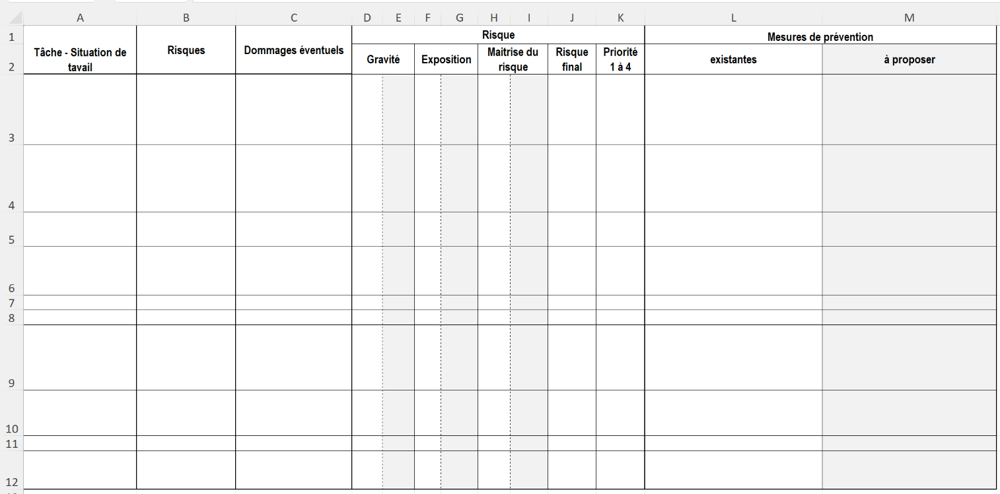 A B C D E F G H I J K L M
1
Risque
Mesures de prévention
Tâche - Situation de
tavail
Risques
Dommages éventuels
Gravité
Exposition
Maitrise du
risque
Risque
final
Priorité
1 à 4
existantes
à proposer
2
3
4
5
6
7
8
9
10
11
12